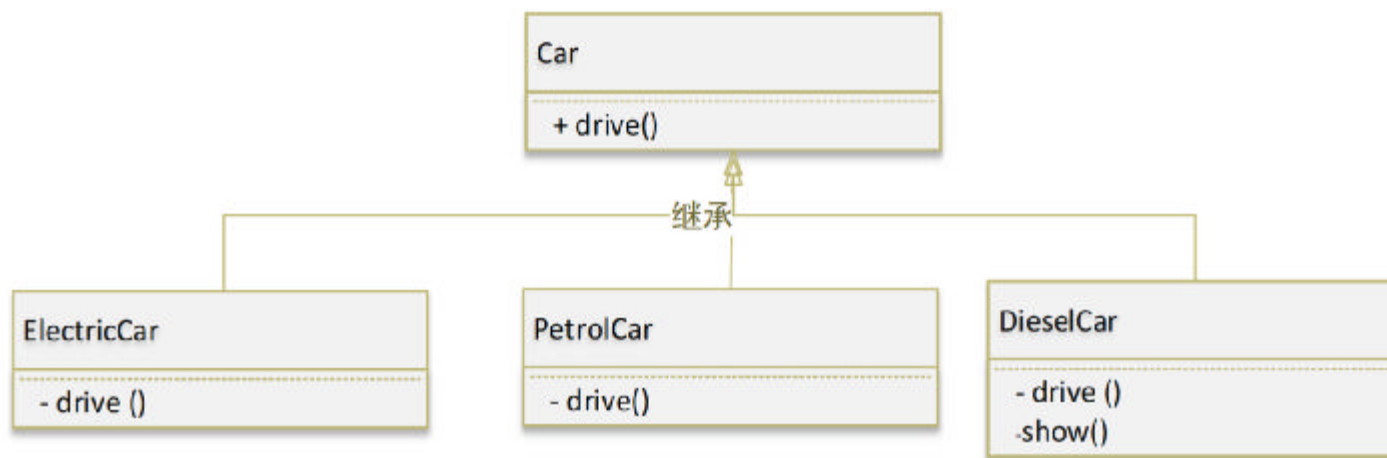 Car
+ drive()
继承
ElectricCar
- drive ()
PetrolCar
- drive()
DieselCar
- drive ()
-show()